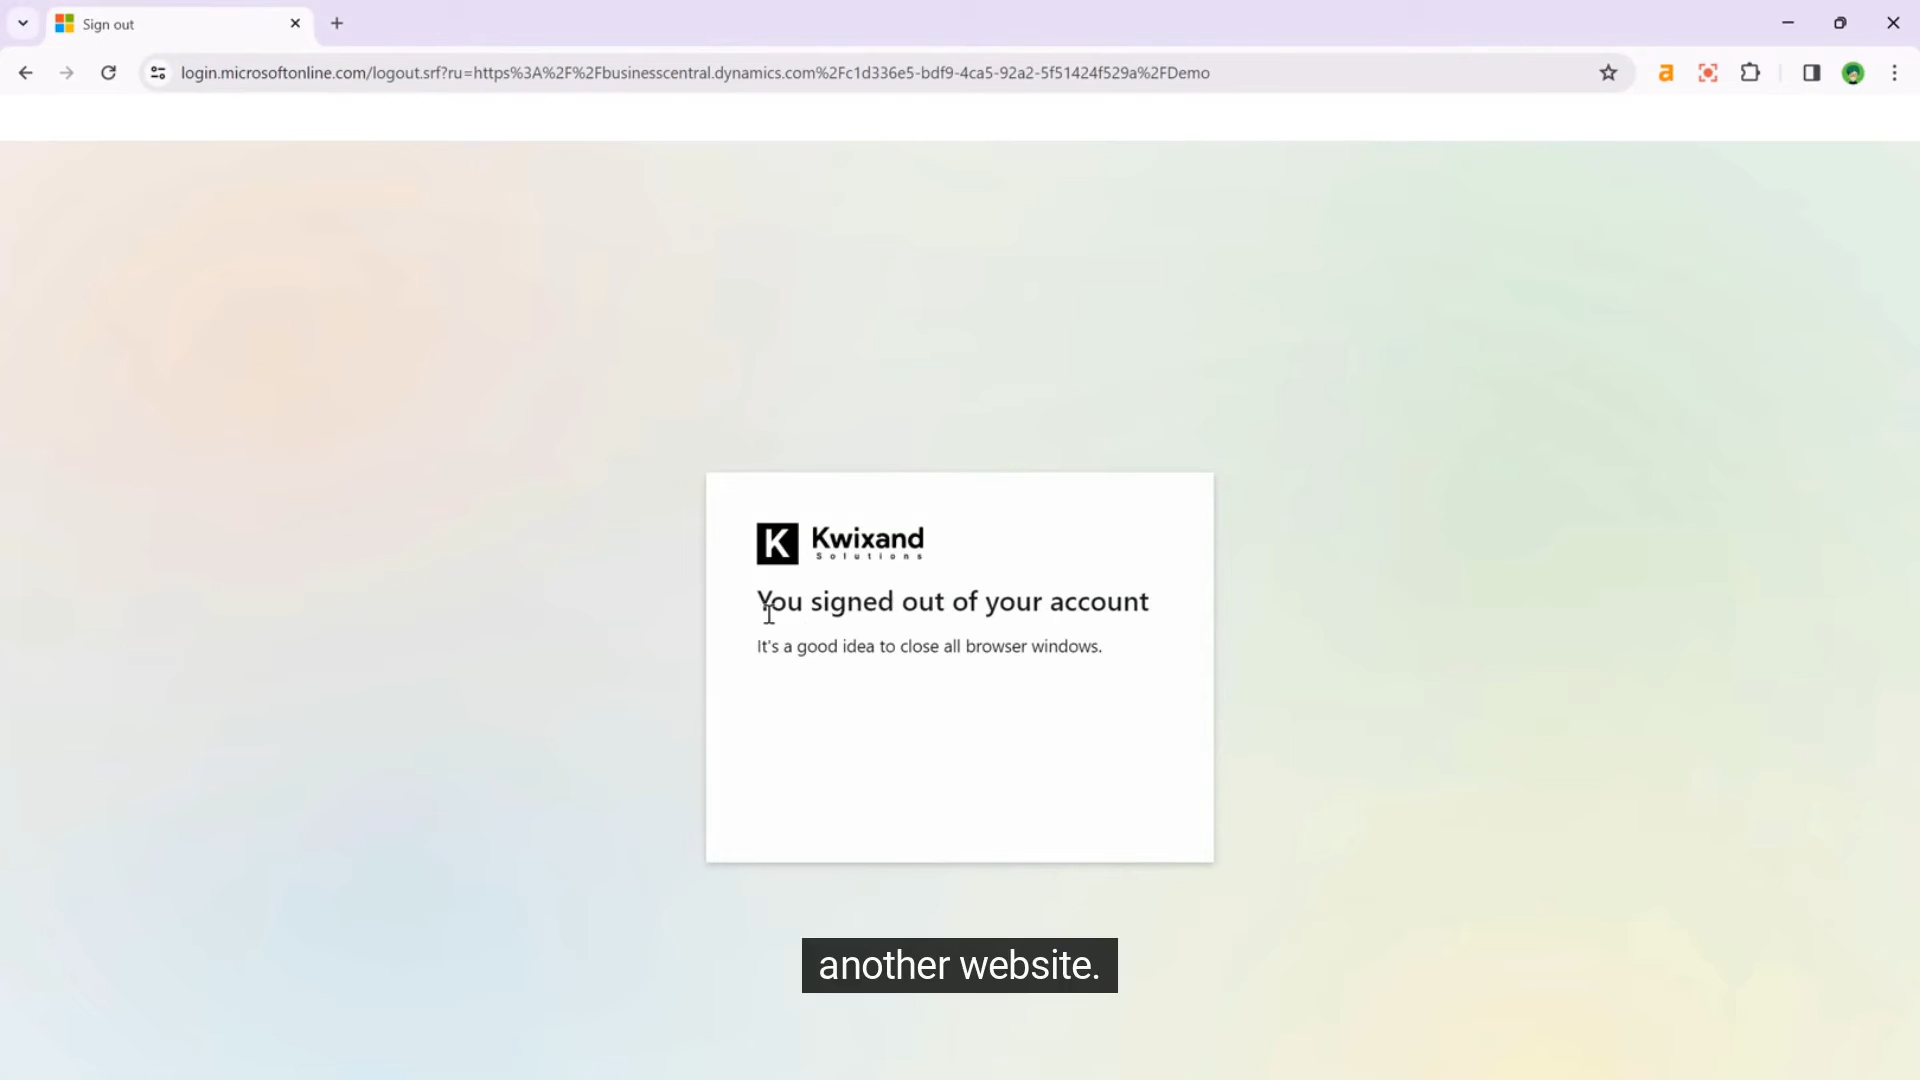 Sign out
login.microsoftonline.com/logout.srf?ru=https%3A%2F%2Fbusinesscentral.dynamics.com%2Fc1d336e5-bdf9-4ca5-92a2-5f51424f529a%2FDemo
a
K Kwixand
Solutions
You signed out of your account
It's a good idea to close all browser windows.
another website.